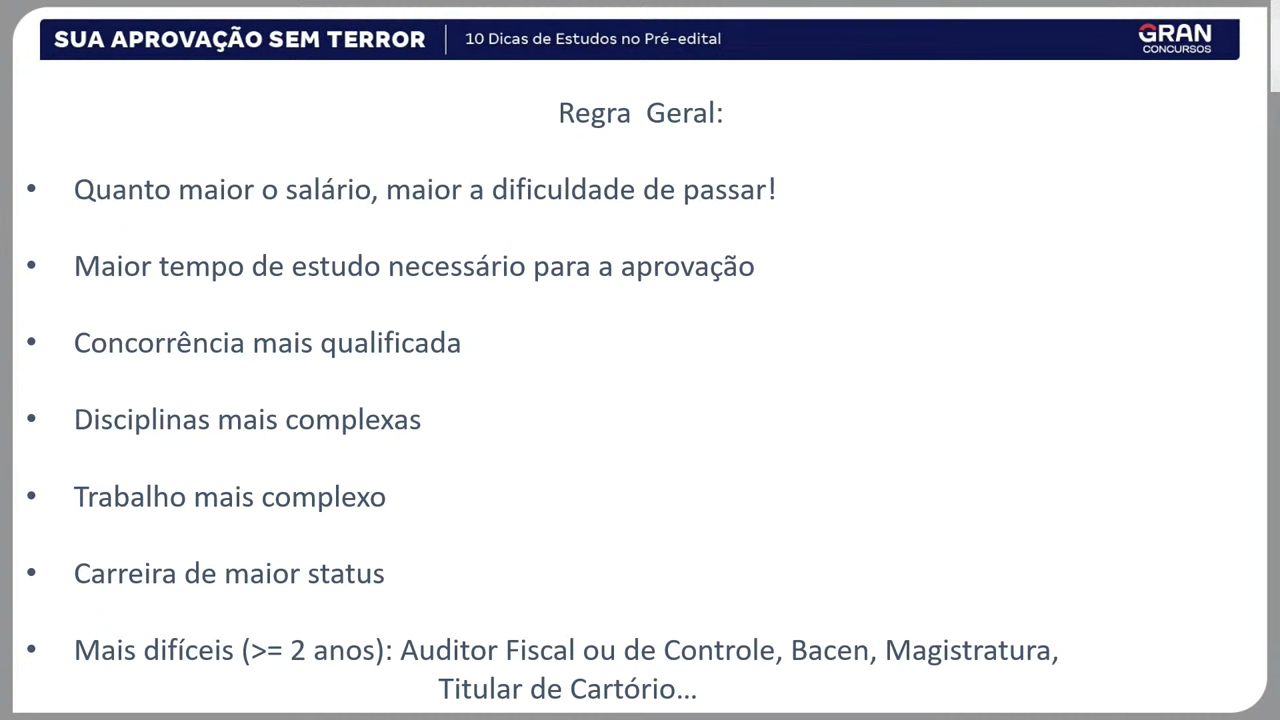 SUA APROVAÇÃO SEM TERROR | 10 Dicas de Estudos no Pré-edital
GRAN
CONCURSOS
Regra Geral:
• Quanto maior o salário, maior a dificuldade de passar!
• Maior tempo de estudo necessário para a aprovação
• Concorrência mais qualificada
• Disciplinas mais complexas
• Trabalho mais complexo
• Carreira de maior status
• Mais difíceis (>= 2 anos): Auditor Fiscal ou de Controle, Bacen, Magistratura,
Titular de Cartório...